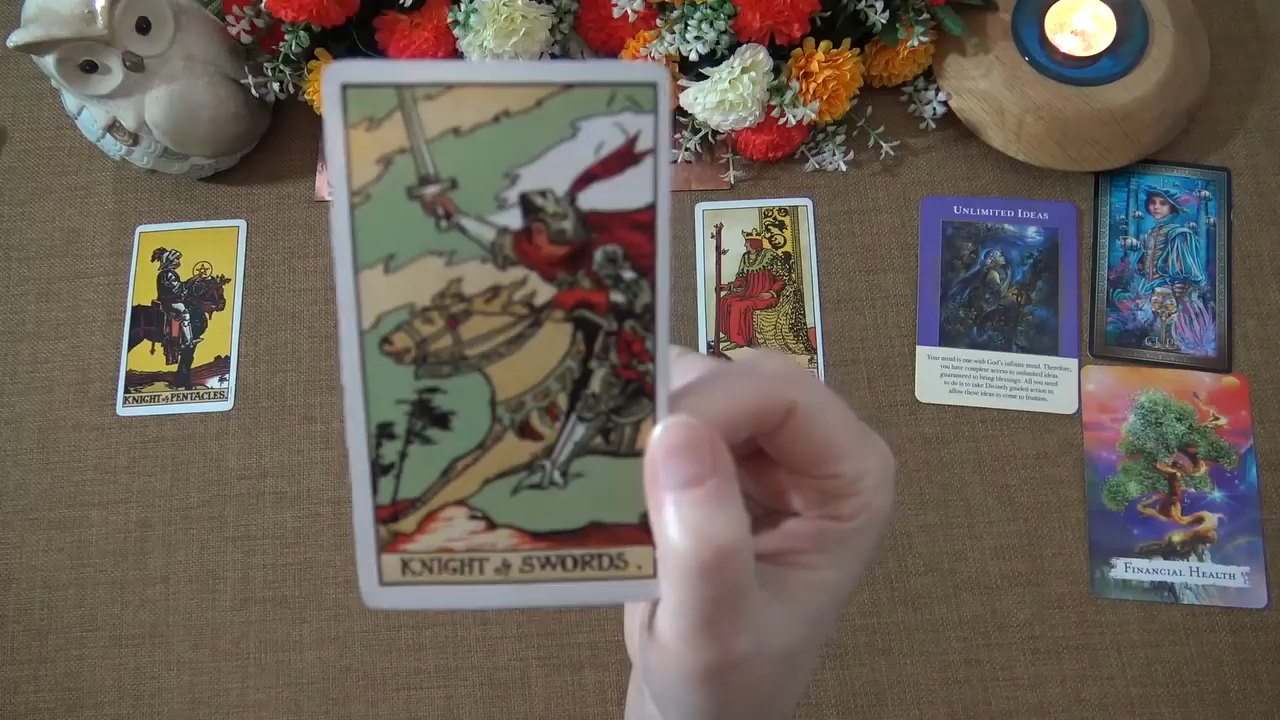 KNIGHT of SWORDS.
KNIGHT of PENTACLES.
UNLIMITED IDEAS
Your mind is one with God's infinite mind. Therefore,
you have complete access to unlimited ideas
guaranteed to bring blessings. All you need
to do is to take Divinely guided action to
allow these ideas to come to fruition.
FINANCIAL HEALTH